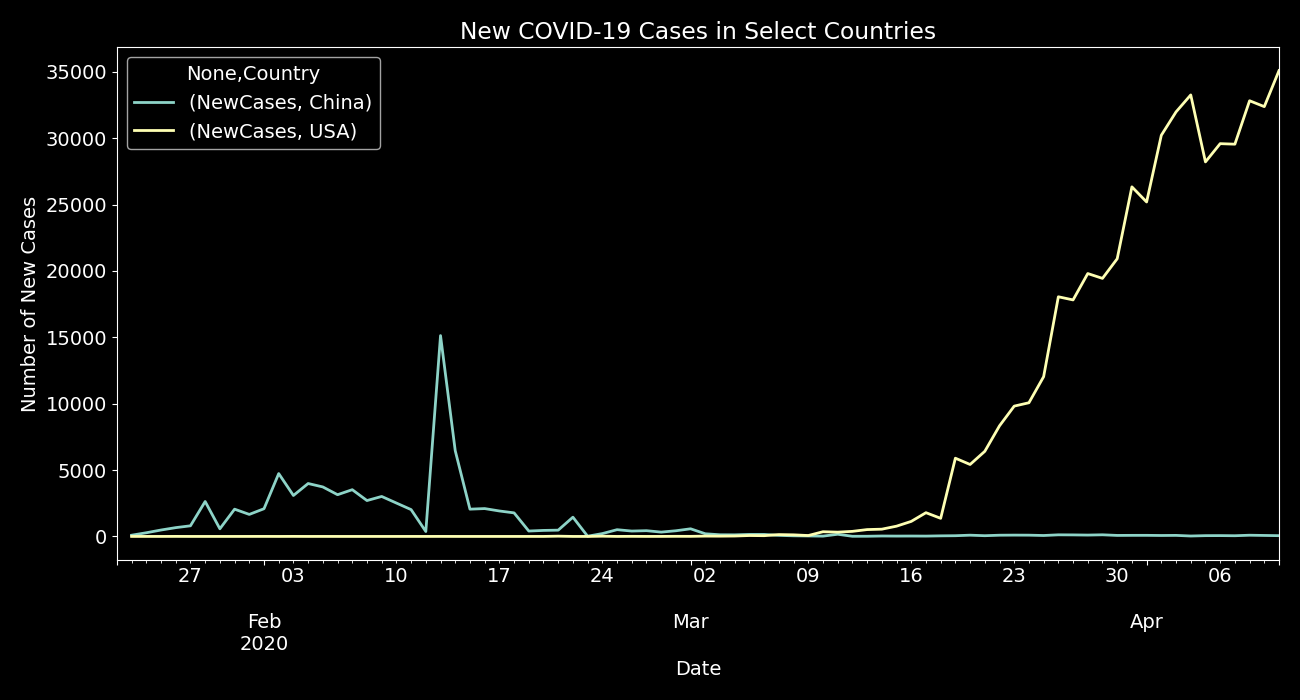 New COVID-19 Cases in Select Countries
None,Country
(NewCases, China)
(NewCases, USA)
Number of New Cases
35000
30000
25000
20000
15000
10000
5000
0
27 03 10 17 24 02 09 16 23 30 06
Feb Mar Apr
2020
Date